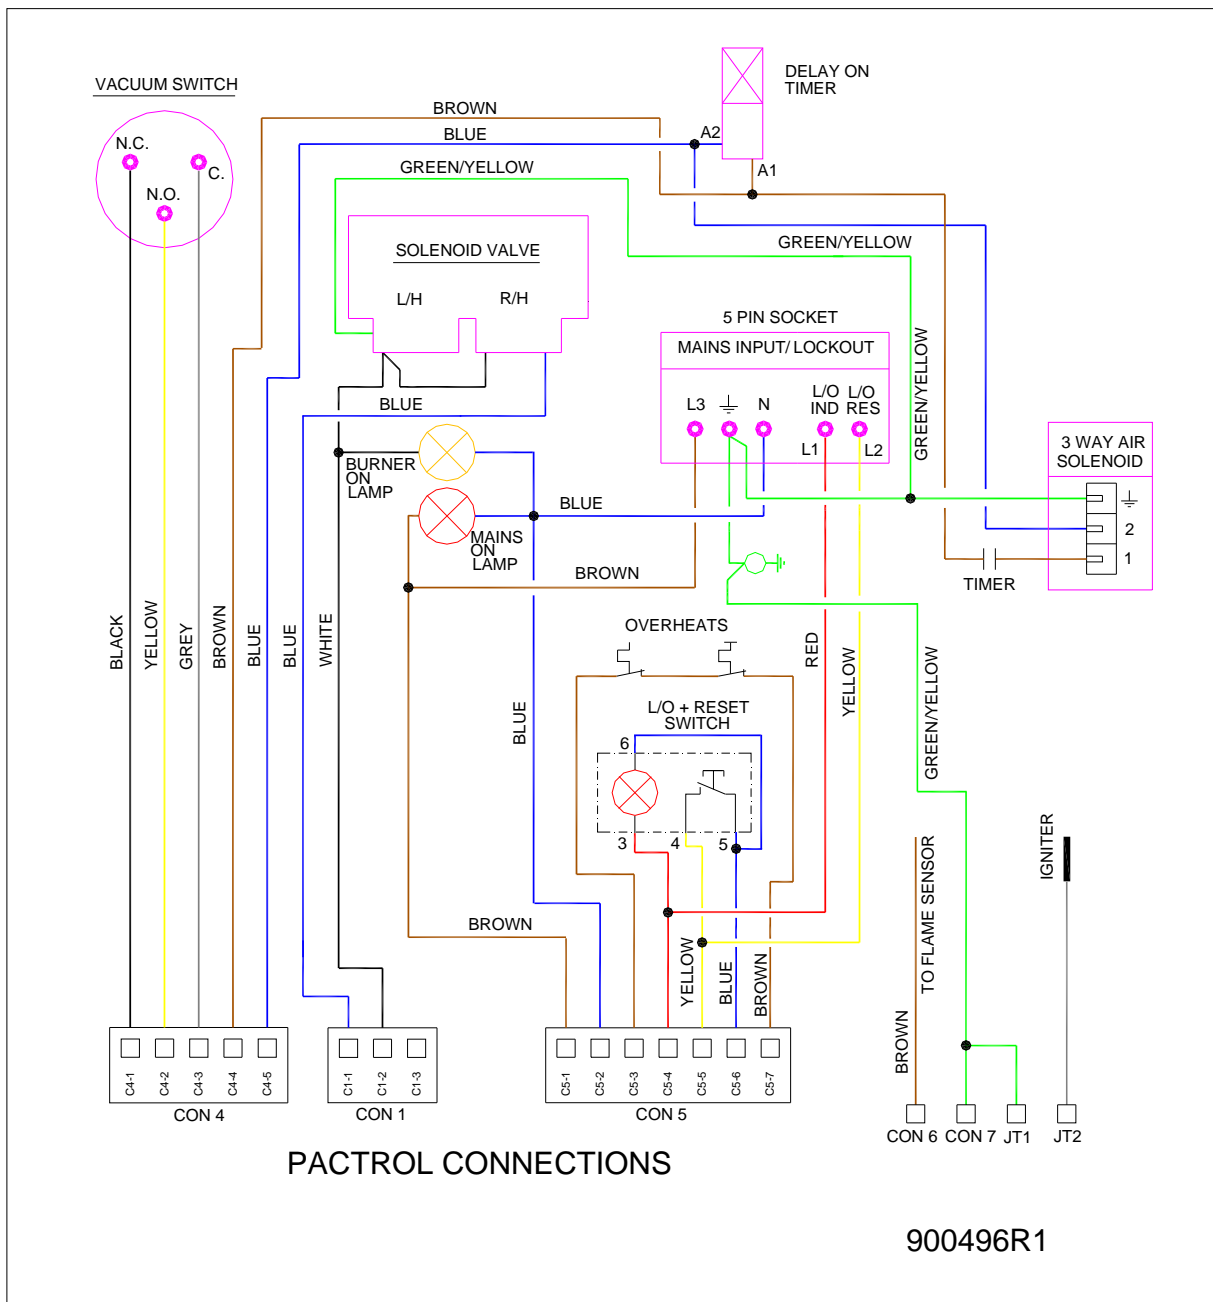 VACUUM SWITCH
N.C.
C.
N.O.
BROWN
BLUE
GREEN/YELLOW
DELAY ON
TIMER
A2
A1
GREEN/YELLOW
SOLENOID VALVE
L/H
R/H
5 PIN SOCKET
MAINS INPUT/ LOCKOUT
L3
N
L/O
IND
L/O
RES
L1
L2
GREEN/YELLOW
3 WAY AIR
SOLENOID
2
1
TIMER
BLUE
BURNER
ON
LAMP
BLUE
MAINS
ON
LAMP
BROWN
BLACK
YELLOW
GREY
BROWN
BLUE
BLUE
WHITE
BLUE
OVERHEATS
L/O + RESET
SWITCH
6
3
4
5
RED
YELLOW
GREEN/YELLOW
IGNITER
BROWN
YELLOW
BLUE
BROWN
TO FLAME SENSOR
BROWN
C4-1
C4-2
C4-3
C4-4
C4-5
CON 4
C1-1
C1-2
C1-3
CON 1
C5-1
C5-2
C5-3
C5-4
C5-5
C5-6
C5-7
CON 5
CON 6
CON 7
JT1
JT2
PACTROL CONNECTIONS
900496R1